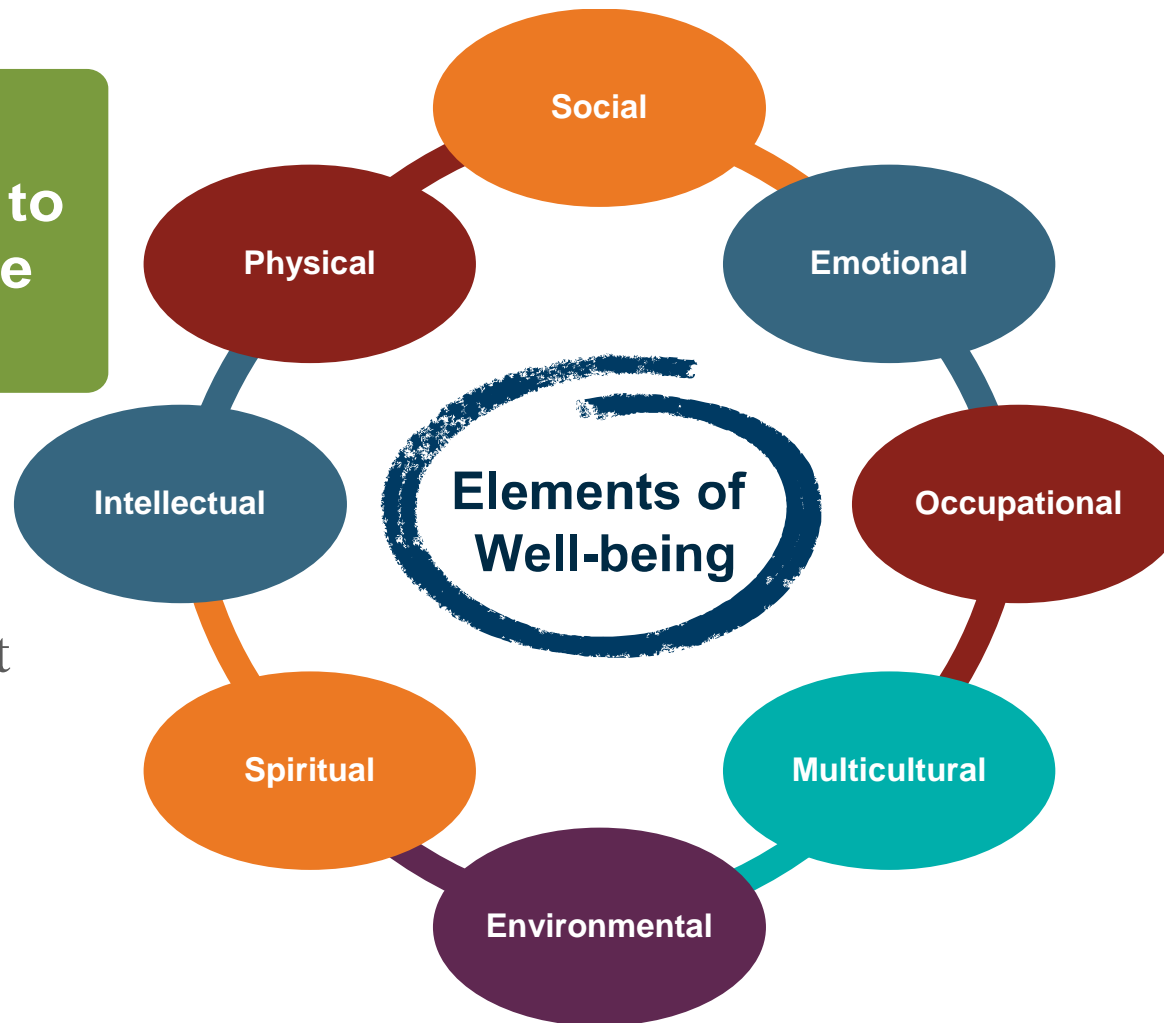 to
e
Social
Physical
Emotional
Intellectual
Elements of
Well-being
Occupational
t
Spiritual
Multicultural
Environmental